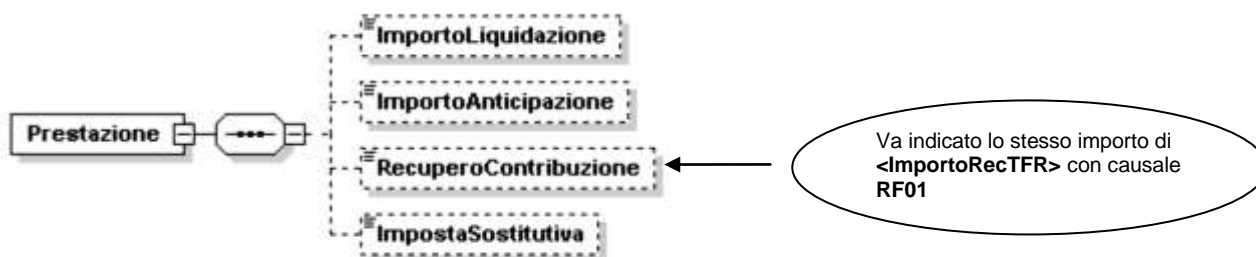 ImportoLiquidazione
ImportoAnticipazione
Prestazione
RecuperoContribuzione
ImpostaSostitutiva
Va indicato lo stesso importo di
<ImportoRecTFR> con causale
RF01